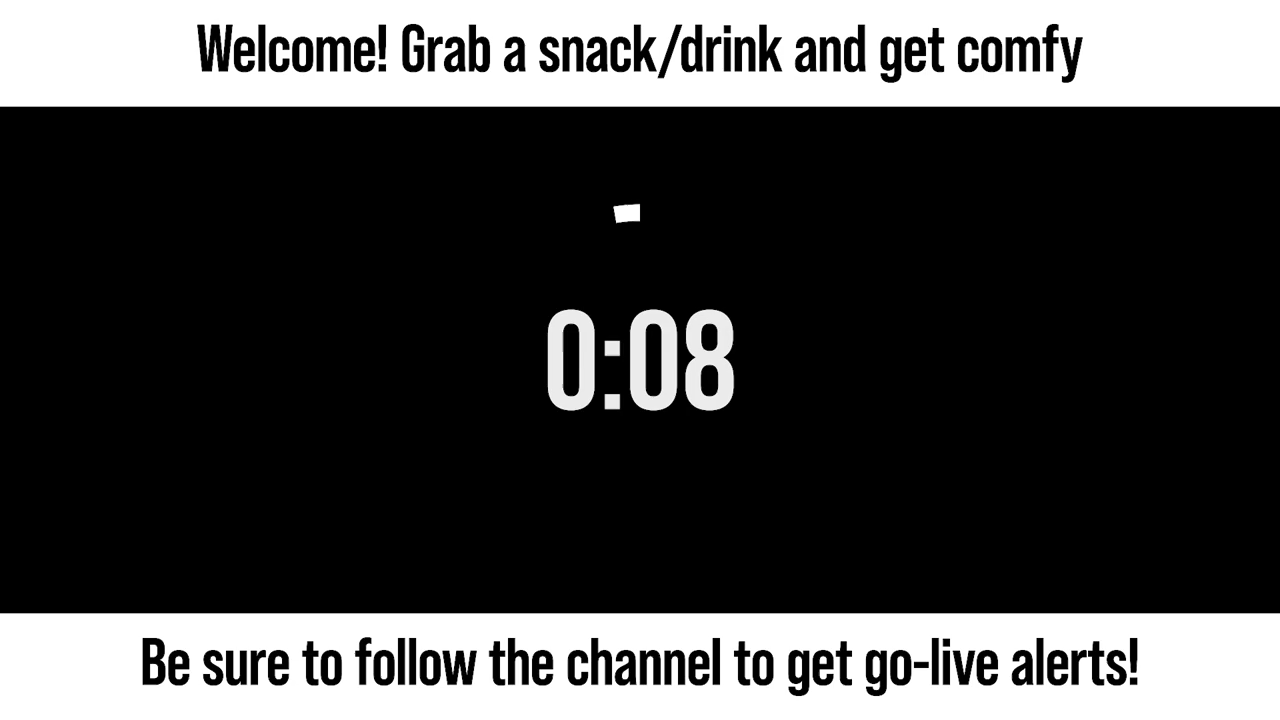 Welcome! Grab a snack/drink and get comfy
0:08
Be sure to follow the channel to get go-live alerts!